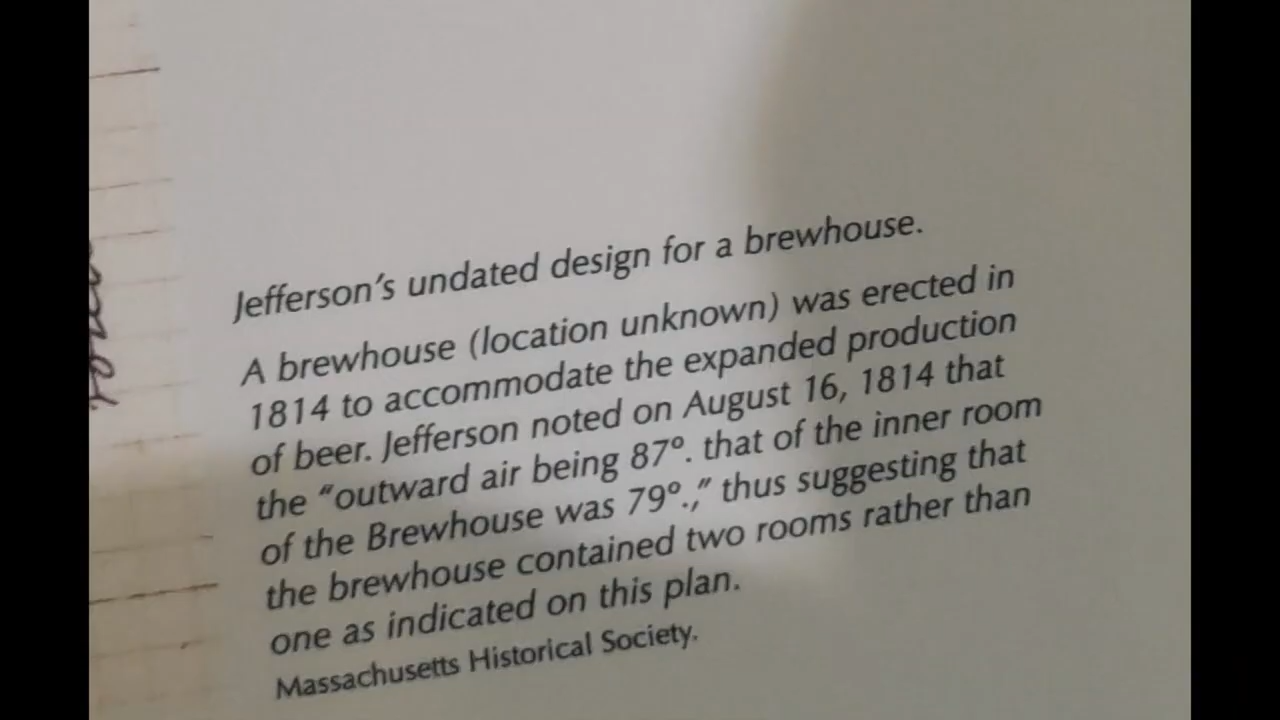 Jefferson's undated design for a brewhouse.
A brewhouse (location unknown) was erected in
1814 to accommodate the expanded production
of beer. Jefferson noted on August 16, 1814 that
the “outward air being 87º. that of the inner room
of the Brewhouse was 79º.,” thus suggesting that
the brewhouse contained two rooms rather than
one as indicated on this plan.
Massachusetts Historical Society.